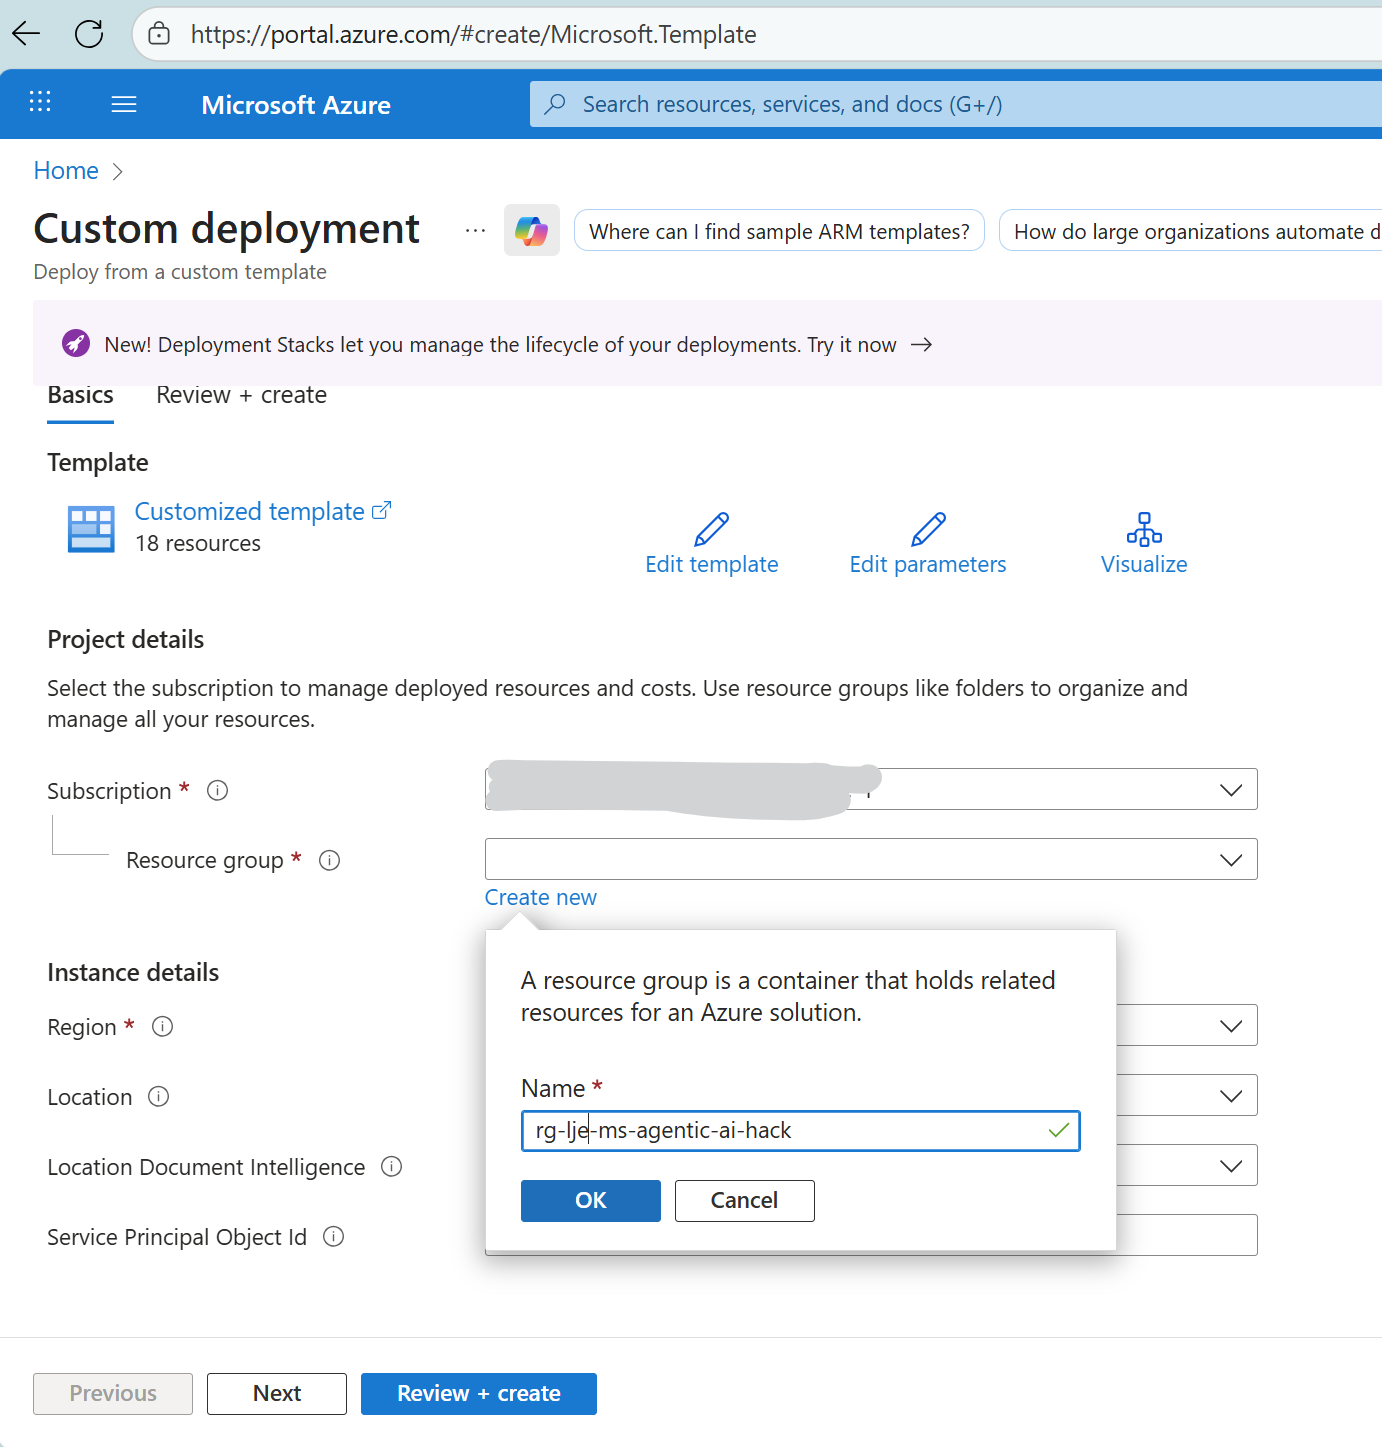 https://portal.azure.com/#create/Microsoft.Template
Microsoft Azure
Search resources, services, and docs (G+/)
Home
Custom deployment
...
Where can I find sample ARM templates?
How do large organizations automate d
Deploy from a custom template
New! Deployment Stacks let you manage the lifecycle of your deployments. Try it now →
Basics
Review + create
Template
Customized template
18 resources
Edit template
Edit parameters
Visualize
Project details
Select the subscription to manage deployed resources and costs. Use resource groups like folders to organize and
manage all your resources.
Subscription *
Resource group *
Create new
A resource group is a container that holds related
resources for an Azure solution.
Name *
rg-lje-ms-agentic-ai-hack
OK
Cancel
Instance details
Region *
Location
Location Document Intelligence
Service Principal Object Id
Previous
Next
Review + create